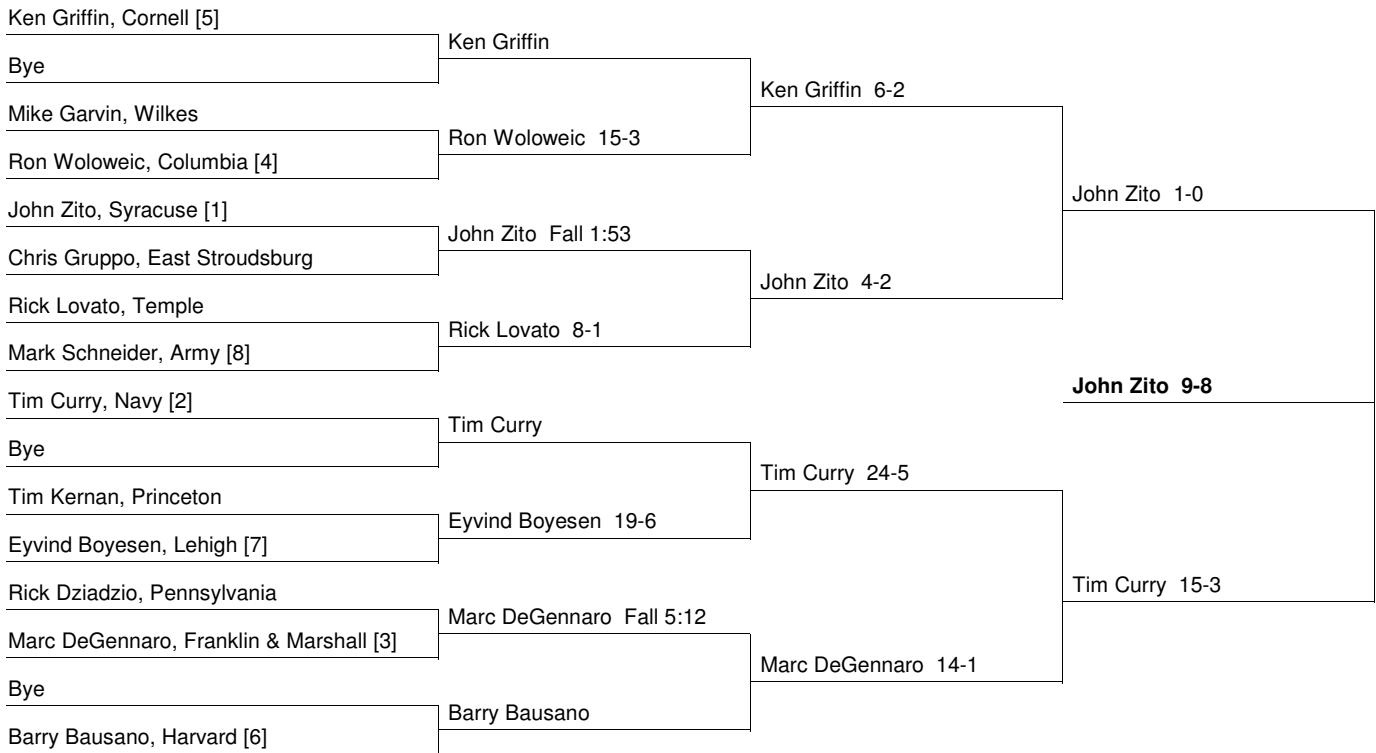 Ken Griffin, Cornell [5]
Ken Griffin
Bye
Ken Griffin 6-2
Mike Garvin, Wilkes
Ron Woloweic 15-3
Ron Woloweic, Columbia [4]
John Zito 1-0
John Zito, Syracuse [1]
John Zito Fall 1:53
Chris Gruppo, East Stroudsburg
John Zito 4-2
Rick Lovato, Temple
Rick Lovato 8-1
Mark Schneider, Army [8]
John Zito 9-8
Tim Curry, Navy [2]
Tim Curry
Bye
Tim Curry 24-5
Tim Kernan, Princeton
Eyvind Boyesen 19-6
Eyvind Boyesen, Lehigh [7]
Tim Curry 15-3
Rick Dziadzio, Pennsylvania
Marc DeGennaro Fall 5:12
Marc DeGennaro, Franklin & Marshall [3]
Marc DeGennaro 14-1
Bye
Barry Bausano
Barry Bausano, Harvard [6]